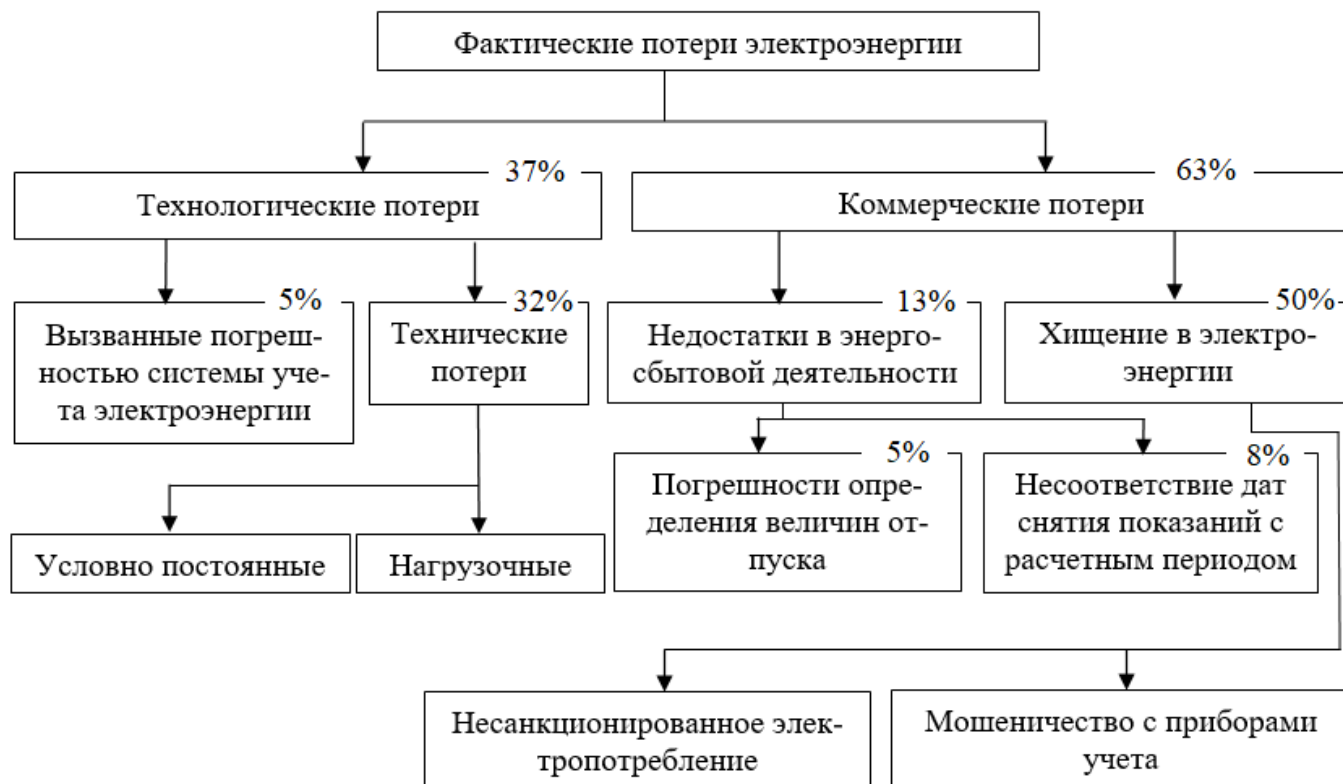 Фактические потери электроэнергии
37%
Технологические потери
63%
Коммерческие потери
5%
Вызванные погреш-
ностью системы уче-
та электроэнергии
32%
Технические
потери
13%
Недостатки в энерго-
сбытовой деятельности
50%
Хищение в электро-
энергии
5%
Погрешности опре-
деления величин от-
пуска
8%
Несоответствие дат
снятия показаний с
расчетным периодом
Условно постоянные
Нагрузочные
Несанкционированное элек-
тропотребление
Мошеничество с приборами
учета